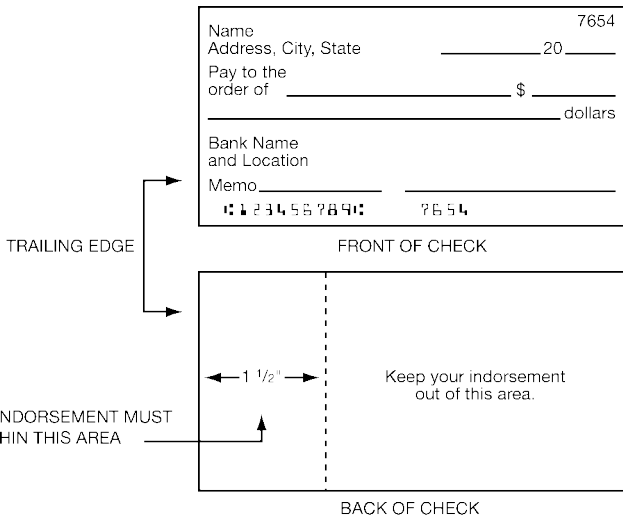 7654
Name
Address, City, State
20
Pay to the
order of $
dollars
Bank Name
and Location
Memo
⑆123456789⑆ 7654
TRAILING EDGE
FRONT OF CHECK
1 1/2"
Keep your indorsement
out of this area.
NDORSEMENT MUST
HIN THIS AREA
BACK OF CHECK